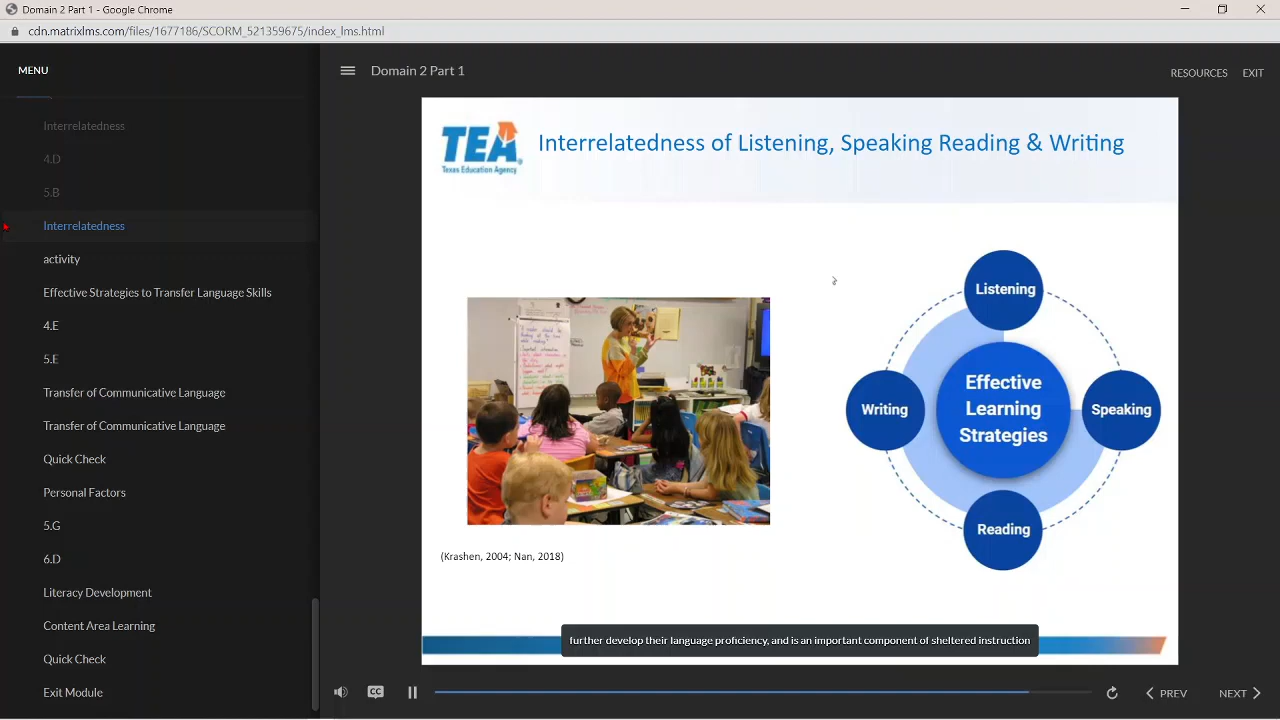 Domain 2 Part 1 - Google Chrome
cdn.matrixlms.com/files/1677186/SCORM_521359675/index_lms.html
MENU
Interrelatedness
4.D
5.B
Interrelatedness
activity
Effective Strategies to Transfer Language Skills
4.E
5.E
Transfer of Communicative Language
Transfer of Communicative Language
Quick Check
Personal Factors
5.G
6.D
Literacy Development
Content Area Learning
Quick Check
Exit Module
Domain 2 Part 1
RESOURCES
EXIT
TEA
Texas Education Agency
Interrelatedness of Listening, Speaking Reading & Writing
Listening
Writing
Effective
Learning
Strategies
Speaking
Reading
(Krashen, 2004; Nan, 2018)
further develop their language proficiency, and is an important component of sheltered instruction
CC
PREV
NEXT